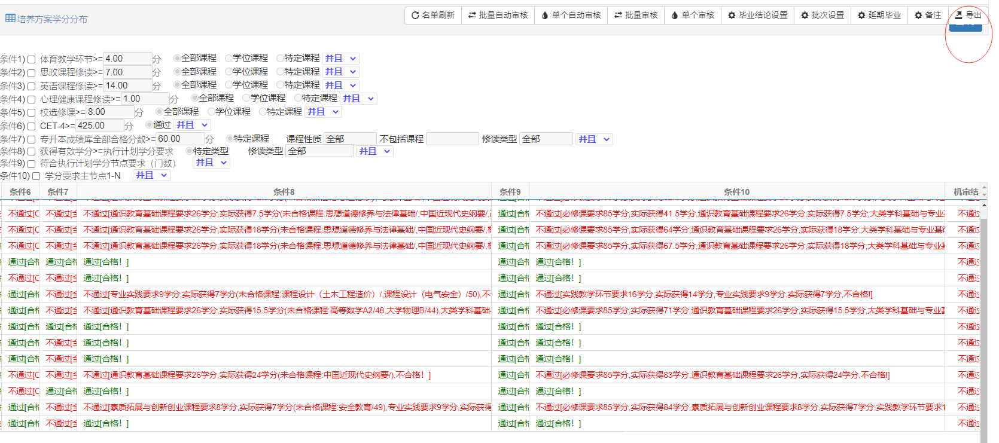 培养方案学分分布 名单刷新 批量自动审核 单个自动审核 批量审核 单个审核 毕业结论设置 批次设置 延期毕业 备注 导出
条件1) 体育教学环节>= 4.00 分 全部课程 学位课程 特定课程 并且
条件2) 思政课程修读>= 7.00 分 全部课程 学位课程 特定课程 并且
条件3) 英语课程修读>= 14.00 分 全部课程 学位课程 特定课程 并且
条件4) 心理健康课程修读>= 1.00 分 全部课程 学位课程 特定课程 并且
条件5) 校选修课>= 8.00 分 全部课程 学位课程 特定课程 并且
条件6) CET-4>= 425.00 分 通过 并且
条件7) 专升本成绩库全部合格分数>= 60.00 分 特定课程 课程性质 全部 不包括课程 修读类型 全部 并且
条件8) 获得有效学分>=执行计划学分要求 特定类型 修读类型 全部 并且
条件9) 符合执行计划学分节点要求（门数） 并且
条件10) 学分要求主节点1-N 并且
条件6 条件7 条件8 条件9 条件10 机审结
不通过[C 不通过[全 不通过[通识教育基础课程要求26学分,实际获得7.5学分(未合格课程:思想道德修养与法律基础/,中国近现代史纲要/, 通过[合格 不通过[必修课要求85学分,实际获得41.5学分,通识教育基础课程要求26学分,实际获得7.5学分,大类学科基础与专业 不通过
不通过[C 不通过[全 不通过[通识教育基础课程要求26学分,实际获得18学分(未合格课程:思想道德修养与法律基础/,中国近现代史纲要/, 通过[合格 不通过[必修课要求85学分,实际获得64学分,通识教育基础课程要求26学分,实际获得18学分,大类学科基础与专业基础 不通过
不通过[C 不通过[全 不通过[通识教育基础课程要求26学分,实际获得18学分(未合格课程:思想道德修养与法律基础/,中国近现代史纲要/, 通过[合格 不通过[必修课要求85学分,实际获得67.5学分,通识教育基础课程要求26学分,实际获得18学分,大类学科基础与专业基 不通过
通过[合格 通过[合格 通过[合格！] 通过[合格 通过[合格！] 不通过
不通过[C 不通过[全 通过[合格！] 通过[合格 通过[合格！] 不通过
通过[合格 不通过[全 不通过[专业实践要求9学分,实际获得7学分(未合格课程:课程设计（土木工程造价）/,课程设计（电气安全）/50),不 通过[合格 不通过[实践教学环节要求16学分,实际获得14学分,专业实践要求9学分,实际获得7学分,不合格!] 不通过
通过[合格 不通过[全 不通过[通识教育基础课程要求26学分,实际获得15.5学分(未合格课程:高等数学A2/48,大学物理B/44),大类学科基础 通过[合格 不通过[必修课要求85学分,实际获得71学分,通识教育基础课程要求26学分,实际获得15.5学分,大类学科基础与专业基 不通过
通过[合格 通过[合格 通过[合格！] 通过[合格 通过[合格！] 不通过
通过[合格 不通过[全 通过[合格！] 通过[合格 通过[合格！] 不通过
通过[合格 不通过[全 通过[合格！] 通过[合格 通过[合格！] 不通过
不通过[C 不通过[全 不通过[通识教育基础课程要求26学分,实际获得24学分(未合格课程:中国近现代史纲要/),不合格！] 通过[合格 不通过[必修课要求85学分,实际获得83学分,通识教育基础课程要求26学分,实际获得24学分,不合格!] 不通过
不通过[C 通过[合格 通过[合格！] 通过[合格 通过[合格！] 不通过
通过[合格 不通过[全 不通过[素质拓展与创新创业课程要求8学分,实际获得7学分(未合格课程:安全教育/49),专业实践要求9学分,实际获得 通过[合格 不通过[必修课要求85学分,实际获得84学分,素质拓展与创新创业课程要求8学分,实际获得7学分,实践教学环节要求1 不通过
通过[合格 不通过[全 通过[合格！] 通过[合格 通过[合格！] 不通过